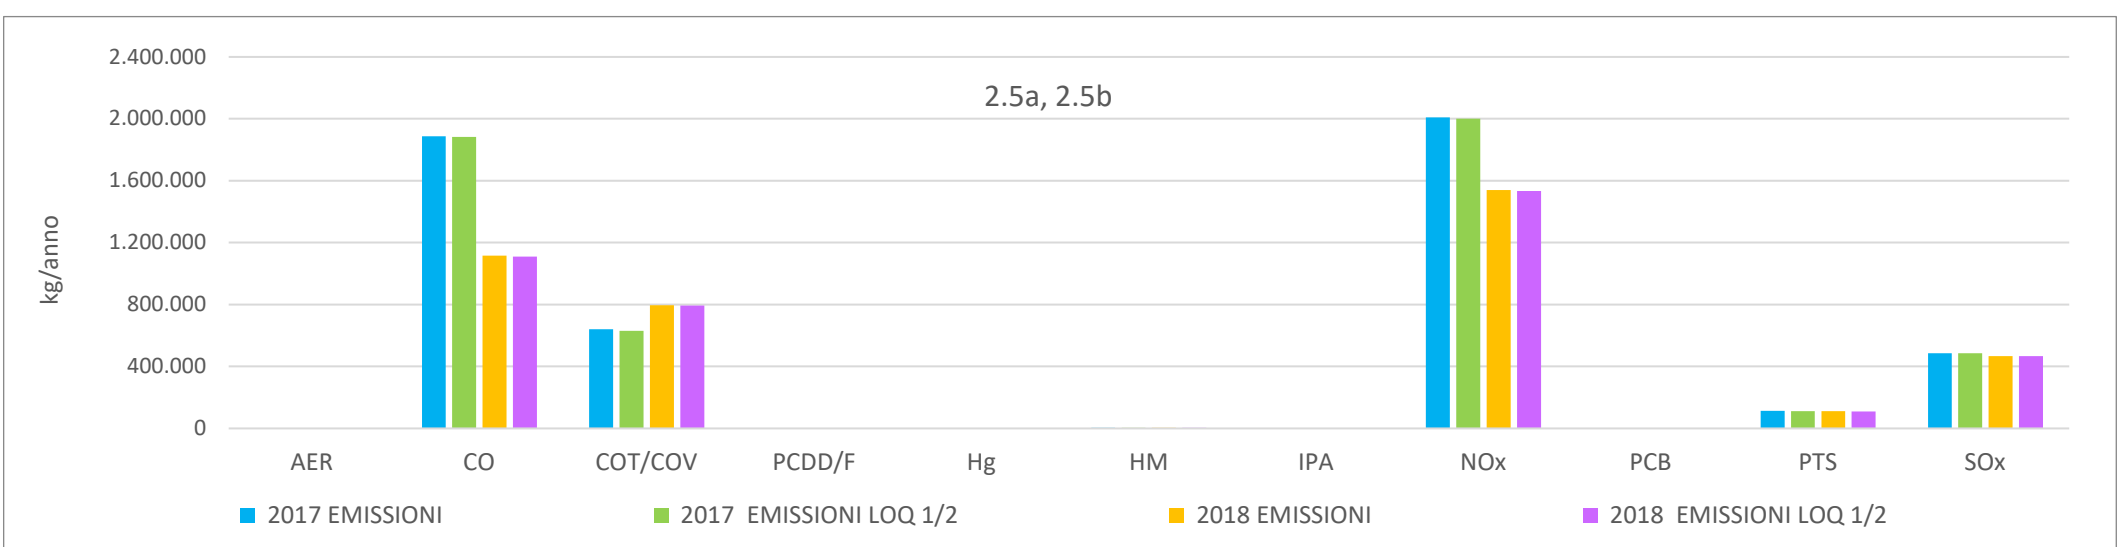 2.5a, 2.5b
kg/anno
2.400.000
2.000.000
1.600.000
1.200.000
800.000
400.000
0
AER CO COT/COV PCDD/F Hg HM IPA NOx PCB PTS SOx
2017 EMISSIONI 2017 EMISSIONI LOQ 1/2 2018 EMISSIONI 2018 EMISSIONI LOQ 1/2